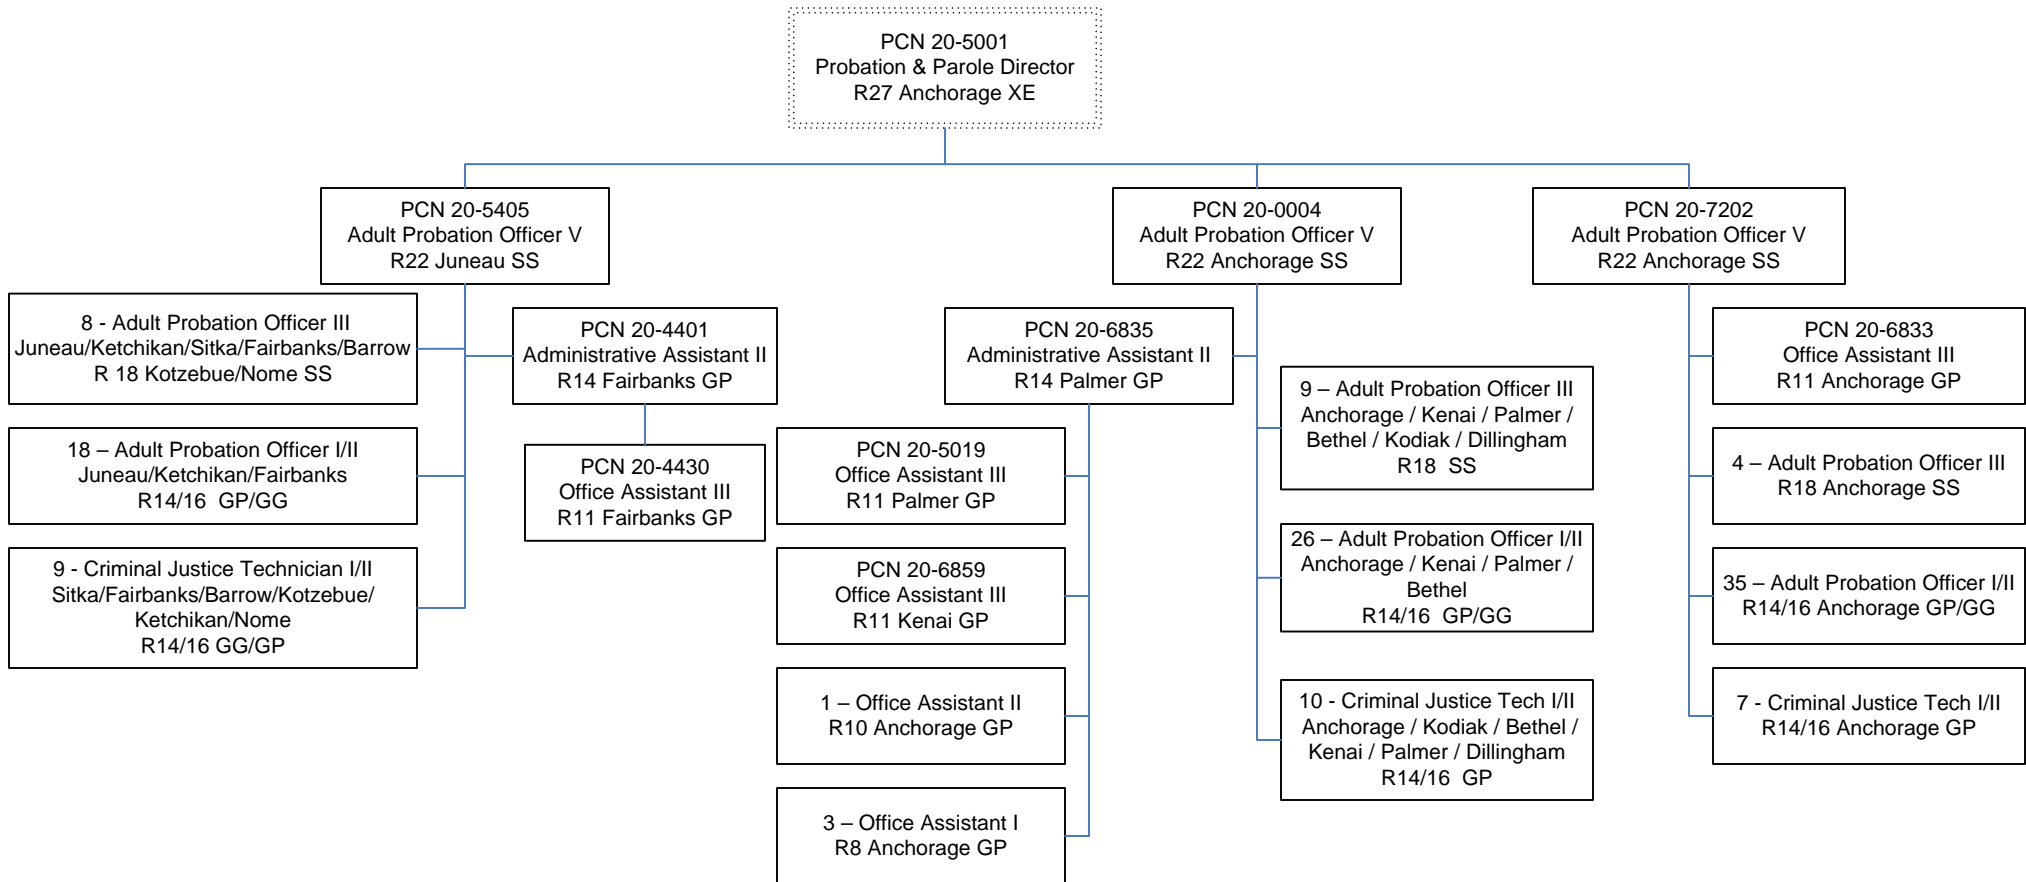 PCN 20-5001
Probation & Parole Director
R27 Anchorage XE
PCN 20-5405
Adult Probation Officer V
R22 Juneau SS
PCN 20-0004
Adult Probation Officer V
R22 Anchorage SS
PCN 20-7202
Adult Probation Officer V
R22 Anchorage SS
8 - Adult Probation Officer III
Juneau/Ketchikan/Sitka/Fairbanks/Barrow
R 18 Kotzebue/Nome SS
18 – Adult Probation Officer I/II
Juneau/Ketchikan/Fairbanks
R14/16  GP/GG
9 - Criminal Justice Technician I/II
Sitka/Fairbanks/Barrow/Kotzebue/
Ketchikan/Nome
R14/16 GG/GP
PCN 20-4401
Administrative Assistant II
R14 Fairbanks GP
PCN 20-4430
Office Assistant III
R11 Fairbanks GP
PCN 20-6835
Administrative Assistant II
R14 Palmer GP
PCN 20-5019
Office Assistant III
R11 Palmer GP
PCN 20-6859
Office Assistant III
R11 Kenai GP
1 – Office Assistant II
R10 Anchorage GP
3 – Office Assistant I
R8 Anchorage GP
9 – Adult Probation Officer III
Anchorage / Kenai / Palmer /
Bethel / Kodiak / Dillingham
R18  SS
26 – Adult Probation Officer I/II
Anchorage / Kenai / Palmer /
Bethel
R14/16  GP/GG
10 - Criminal Justice Tech I/II
Anchorage / Kodiak / Bethel /
Kenai / Palmer / Dillingham
R14/16  GP
PCN 20-6833
Office Assistant III
R11 Anchorage GP
4 – Adult Probation Officer III
R18 Anchorage SS
35 – Adult Probation Officer I/II
R14/16 Anchorage GP/GG
7 - Criminal Justice Tech I/II
R14/16 Anchorage GP